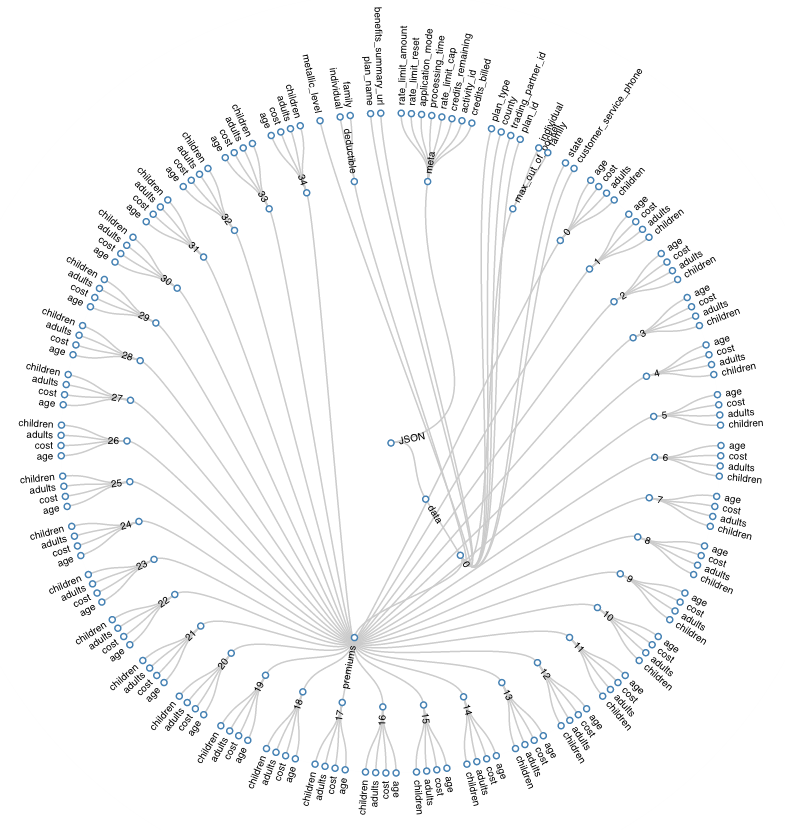 JSON
meta
rate_limit_amount
rate_limit_reset
application_mode
processing_time
rate_limit_cap
credits_remaining
activity_id
credits_billed
data
0
plan_type
county
trading_partner_id
plan_id
max_out_of_pocket
individual
family
state
customer_service_phone
premiums
0
age
cost
adults
children
1
age
cost
adults
children
2
age
cost
adults
children
3
age
cost
adults
children
4
age
cost
adults
children
5
age
cost
adults
children
6
age
cost
adults
children
7
age
cost
adults
children
8
age
cost
adults
children
9
age
cost
adults
children
10
age
cost
adults
children
11
age
cost
adults
children
12
age
cost
adults
children
13
age
cost
adults
children
14
age
cost
adults
children
15
age
cost
adults
children
16
age
cost
adults
children
17
age
cost
adults
children
18
age
cost
adults
children
19
age
cost
adults
children
20
age
cost
adults
children
21
age
cost
adults
children
22
age
cost
adults
children
23
age
cost
adults
children
24
age
cost
adults
children
25
age
cost
adults
children
26
age
cost
adults
children
27
age
cost
adults
children
28
age
cost
adults
children
29
age
cost
adults
children
30
age
cost
adults
children
31
age
cost
adults
children
32
age
cost
adults
children
33
age
cost
adults
children
34
age
cost
adults
children
metallic_level
deductible
individual
family
plan_name
benefits_summary_url